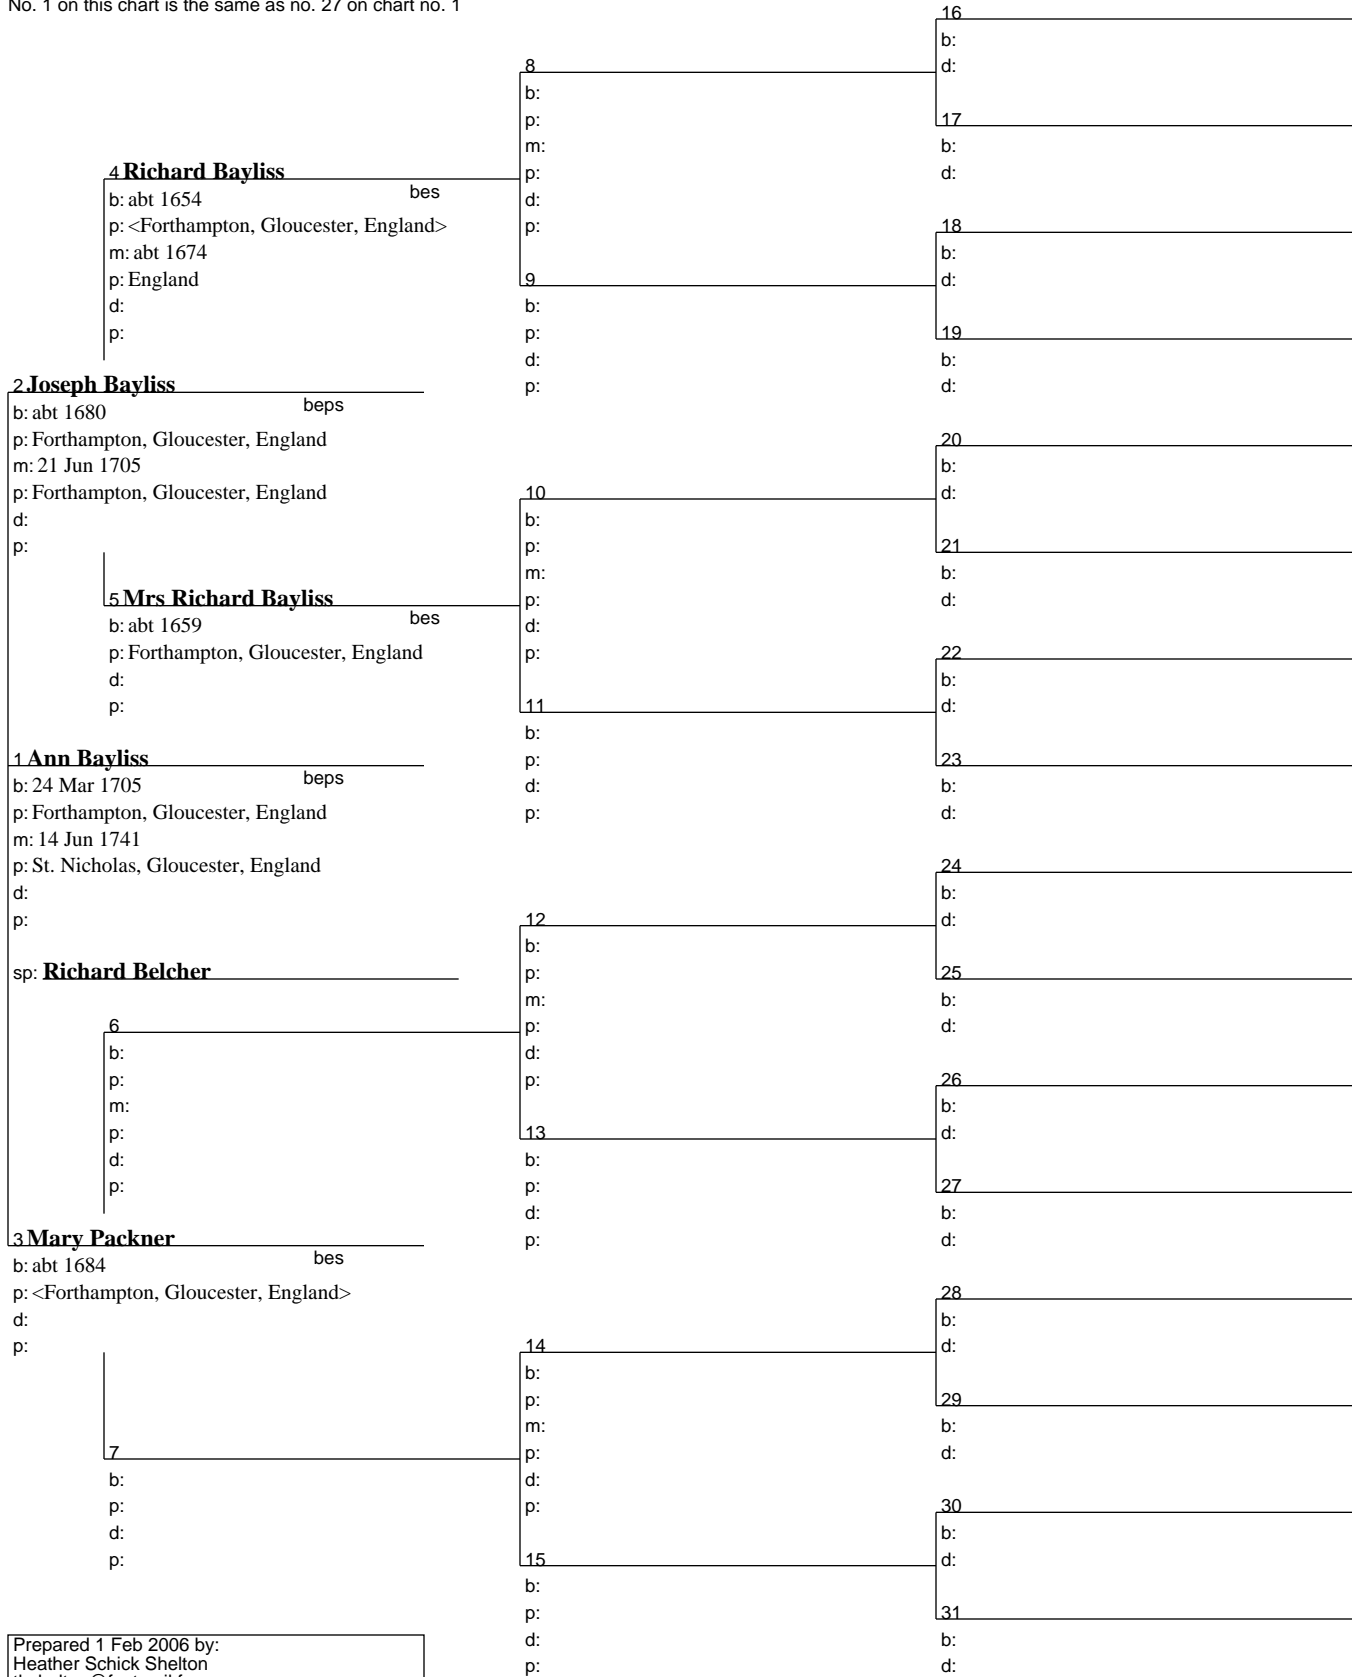 No. 1 on this chart is the same as no. 27 on chart no. 1
4 Richard Bayliss
bes
b: abt 1654
p: <Forthampton, Gloucester, England>
m: abt 1674
p: England
d:
p:
2 Joseph Bayliss
beps
b: abt 1680
p: Forthampton, Gloucester, England
m: 21 Jun 1705
p: Forthampton, Gloucester, England
d:
p:
5 Mrs Richard Bayliss
bes
b: abt 1659
p: Forthampton, Gloucester, England
d:
p:
1 Ann Bayliss
beps
b: 24 Mar 1705
p: Forthampton, Gloucester, England
m: 14 Jun 1741
p: St. Nicholas, Gloucester, England
d:
p:
sp: Richard Belcher
6
b:
p:
m:
p:
d:
p:
3 Mary Packner
bes
b: abt 1684
p: <Forthampton, Gloucester, England>
d:
p:
7
b:
p:
d:
p:
Prepared 1 Feb 2006 by:
Heather Schick Shelton
8
b:
p:
m:
p:
d:
p:
9
b:
p:
d:
p:
10
b:
p:
m:
p:
d:
p:
11
b:
p:
d:
p:
12
b:
p:
m:
p:
d:
p:
13
b:
p:
d:
p:
14
b:
p:
m:
p:
d:
p:
15
b:
p:
d:
p:
16
b:
d:
17
b:
d:
18
b:
d:
19
b:
d:
20
b:
d:
21
b:
d:
22
b:
d:
23
b:
d:
24
b:
d:
25
b:
d:
26
b:
d:
27
b:
d:
28
b:
d:
29
b:
d:
30
b:
d:
31
b:
d: